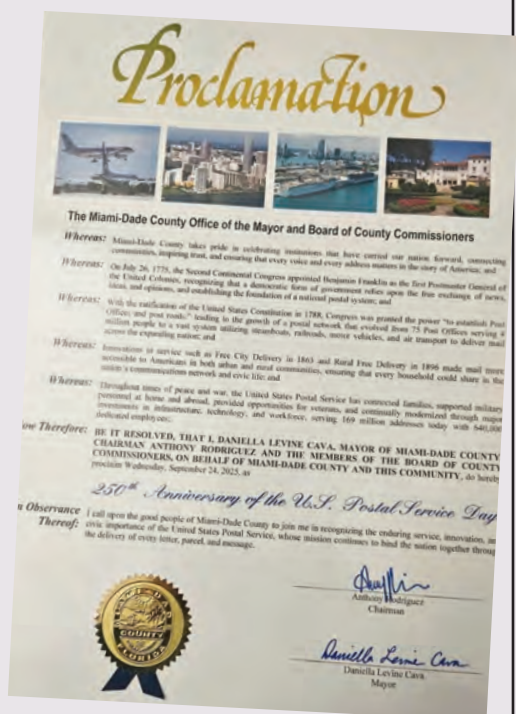 Proclamation
The Miami-Dade County Office of the Mayor and Board of County Commissioners
Whereas: Miami-Dade County takes pride in celebrating institutions that have carried our nation forward, connecting
communities, inspiring trust, and ensuring that every voice and every address matters in the story of America; and
Whereas: On July 26, 1775, the Second Continental Congress appointed Benjamin Franklin as the first Postmaster General of
the United Colonies, recognizing that a democratic form of government relies upon the free exchange of news,
ideas, and opinions, and establishing the foundation of a national postal system; and
Whereas: With the ratification of the United States Constitution in 1788, Congress was granted the power "to establish Post
Offices and post roads" leading to the growth of a postal network that evolved from 75 Post Offices serving
million people to a vast system utilizing steamboats, railroads, motor vehicles, and air transport to deliver mail
across the expanding nation; and
Whereas: Innovations in service such as Free City Delivery in 1863 and Rural Free Delivery in 1896 made mail more
accessible to Americans in both urban and rural communities, ensuring that every household could share in the
nation's communications network and civic life; and
Whereas: Throughout times of peace and war, the United States Postal Service has connected families, supported military
personnel at home and abroad, provided opportunities for veterans, and continually modernized through major
investments in infrastructure, technology, and workforce, serving 169 million addresses today with 640,000
dedicated employees;
ow Therefore: BE IT RESOLVED, THAT I, DANIELLA LEVINE CAVA, MAYOR OF MIAMI-DADE COUNTY
CHAIRMAN ANTHONY RODRIGUEZ AND THE MEMBERS OF THE BOARD OF COUNTY
COMMISSIONERS, ON BEHALF OF MIAMI-DADE COUNTY AND THIS COMMUNITY, do hereby
proclaim Wednesday, September 24, 2025, as
250th Anniversary of the U.S. Postal Service Day
n Observance Thereof: I call upon the good people of Miami-Dade County to join me in recognizing the enduring service, innovation, an
civic importance of the United States Postal Service, whose mission continues to bind the nation together throug
the delivery of every letter, parcel, and message.
Anthony Rodriguez
Chairman
Daniella Levine Cava
Daniella Levine Cava
Mayor
MIAMI-DADE
COUNTY
FLORIDA